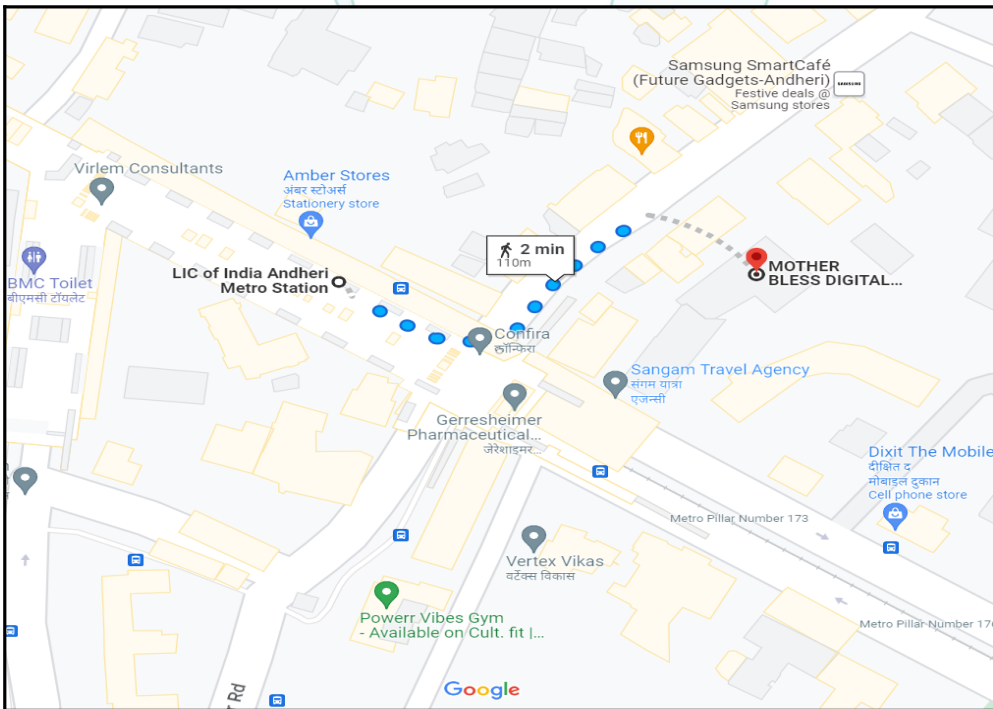 Samsung SmartCafé
(Future Gadgets-Andheri)
Festive deals @
Samsung stores
SAMSUNG
Virlem Consultants
Amber Stores
अंबर स्टोअर्स
Stationery store
2 min
110m
LIC of India Andheri
Metro Station
MOTHER
BLESS DIGITAL...
BMC Toilet
बीएमसी टॉयलेट
Confira
कॉन्फिरा
Sangam Travel Agency
संगम यात्रा
एजन्सी
Gerresheimer
Pharmaceutical...
जेरेशाइमर...
Dixit The Mobile
दीक्षित द
मोबाइल दुकान
Cell phone store
Metro Pillar Number 173
Vertex Vikas
वर्टेक्स विकास
Powerr Vibes Gym
- Available on Cult. fit |...
Metro Pillar Number 176
Google
r Rd